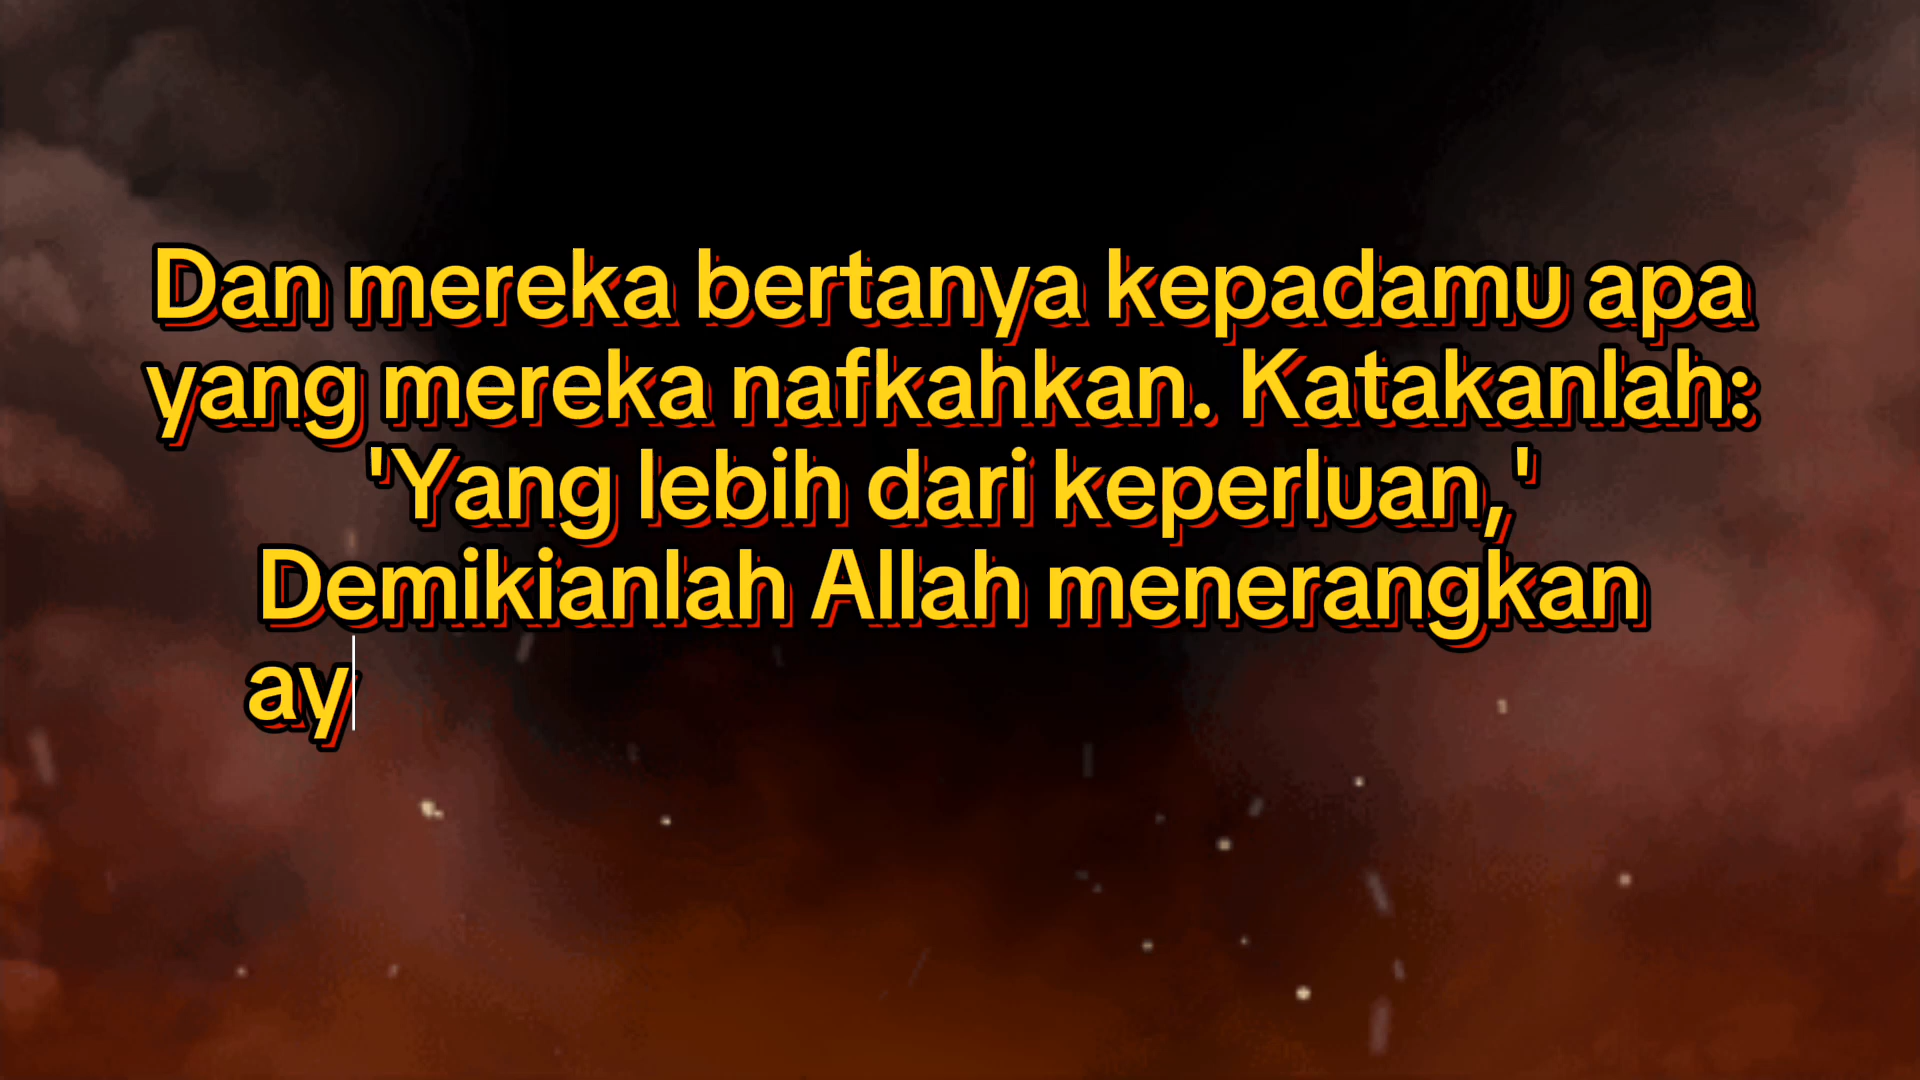 Dan mereka bertanya kepadamu apa
yang mereka nafkahkan. Katakanlah:
'Yang lebih dari keperluan,'
Demikianlah Allah menerangkan
ay